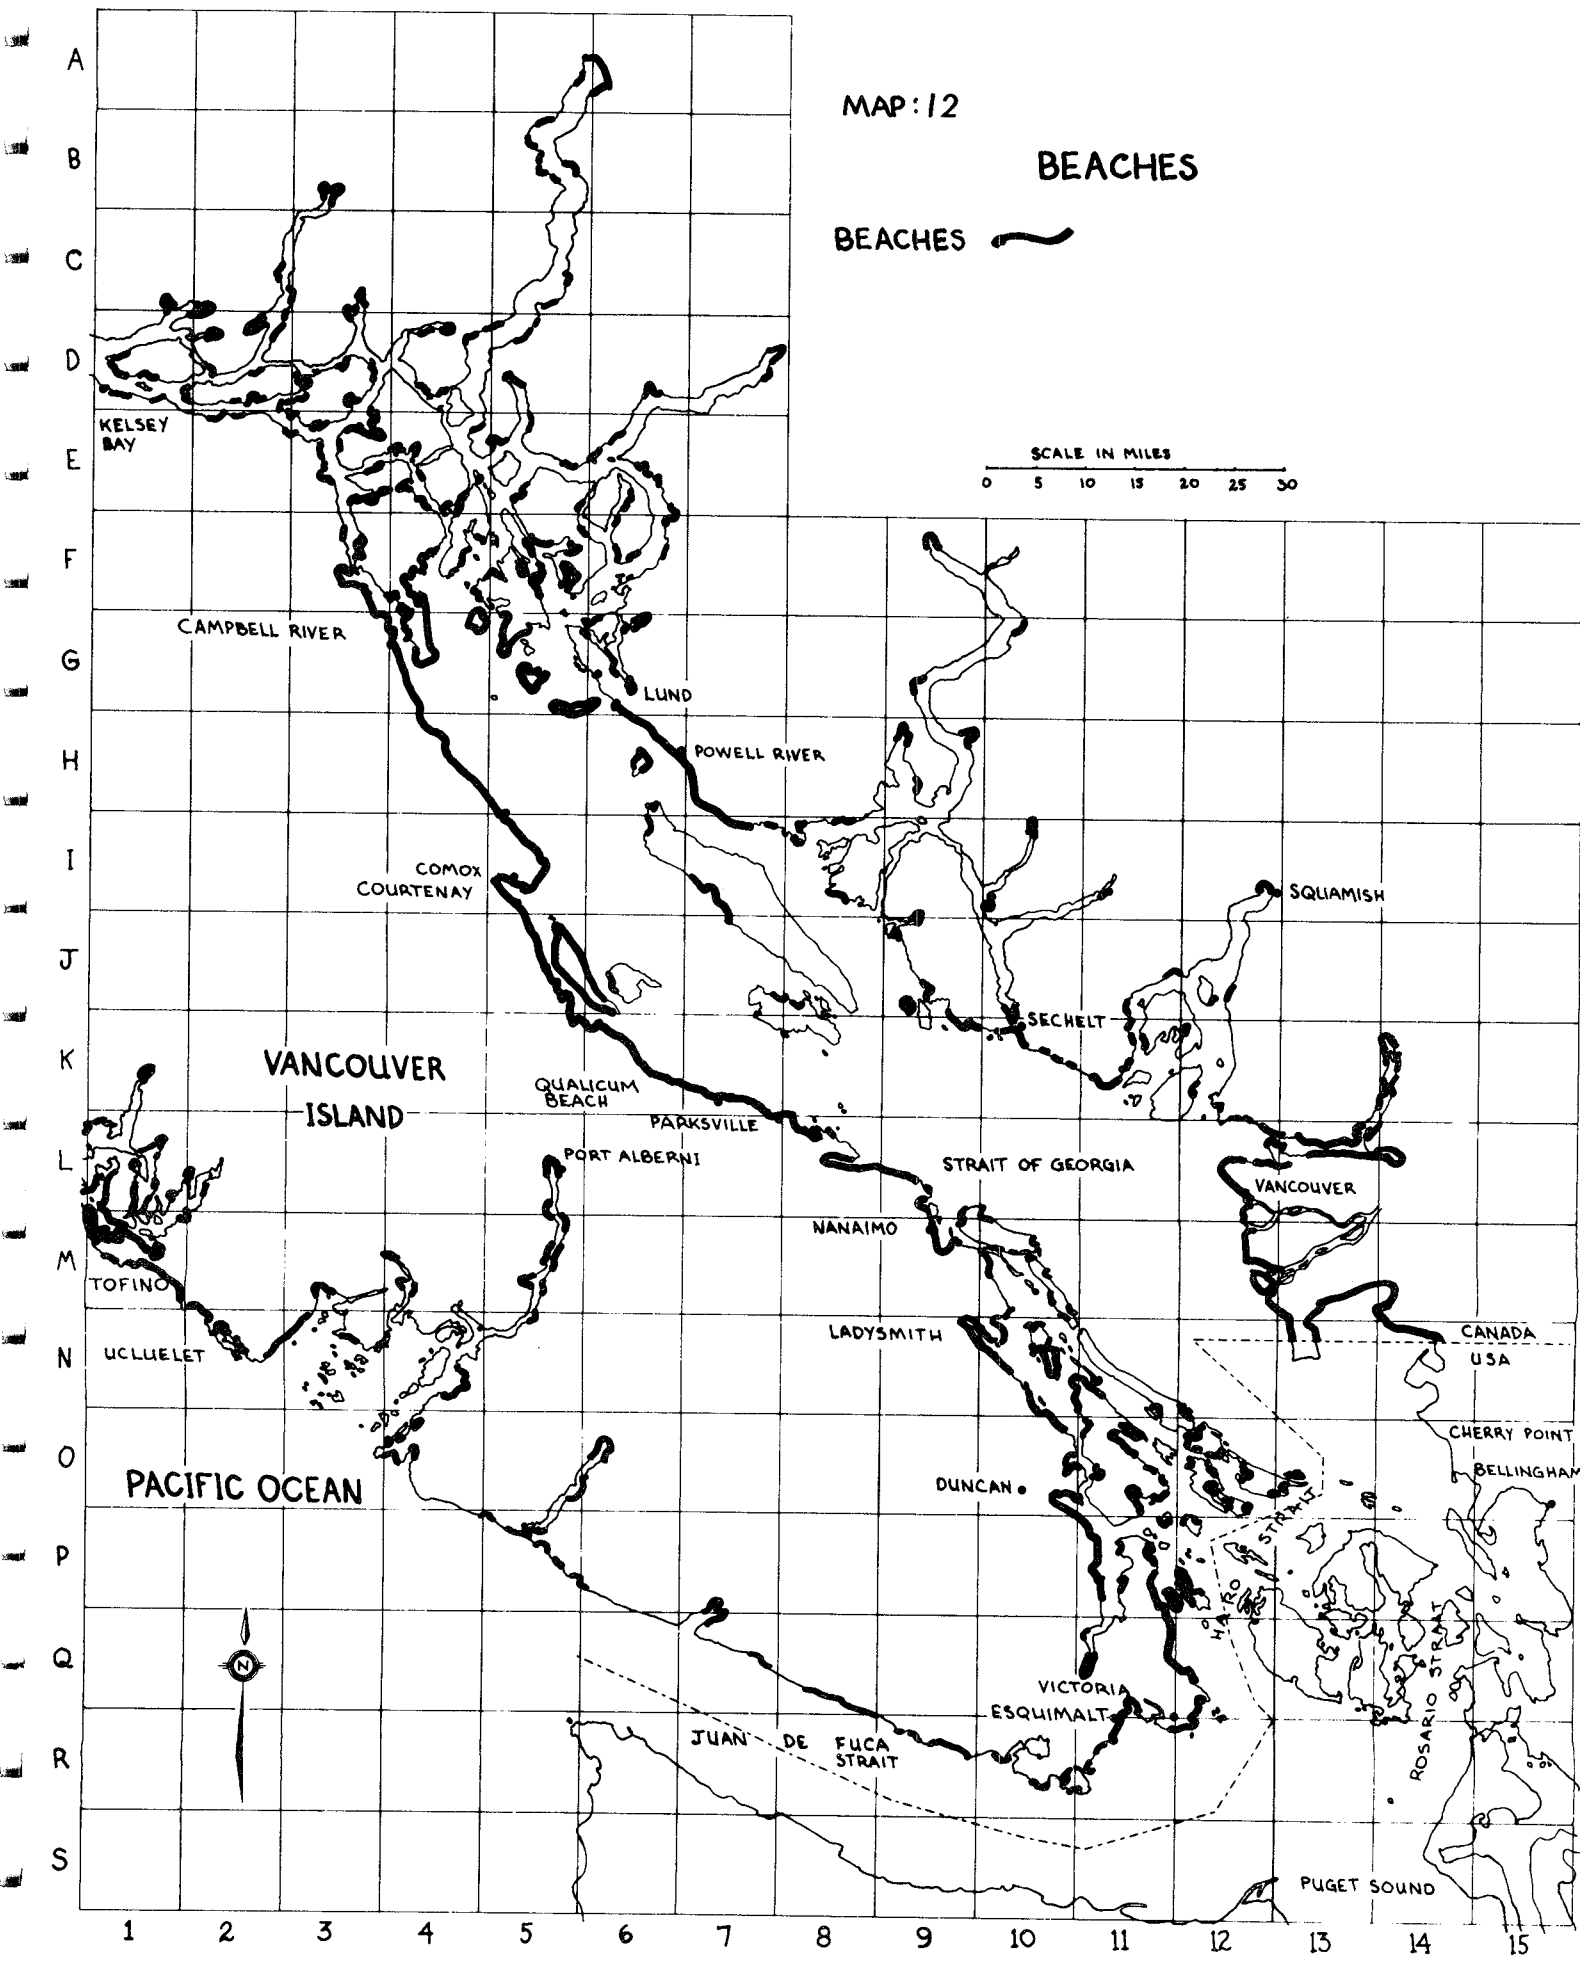 MAP:12
BEACHES
BEACHES
A
B
C
D
E
F
G
H
I
J
K
L
M
N
O
P
Q
R
S
KELSEY
BAY
SCALE IN MILES
0 5 10 15 20 25 30
CAMPBELL RIVER
LUND
POWELL RIVER
COMOX
COURTENAY
SQUAMISH
SECHELT
VANCOUVER
ISLAND
QUALICUM
BEACH
PARKSVILLE
PORT ALBERNI
STRAIT OF GEORGIA
VANCOUVER
NANAIMO
TOFINO
LADYSMITH
CANADA
USA
UCLUELET
CHERRY POINT
BELLINGHAM
PACIFIC OCEAN
DUNCAN
HARO STRAIT
ROSARIO STRAIT
N
VICTORIA
ESQUIMALT
JUAN DE FUCA
STRAIT
PUGET SOUND
1 2 3 4 5 6 7 8 9 10 11 12 13 14 15